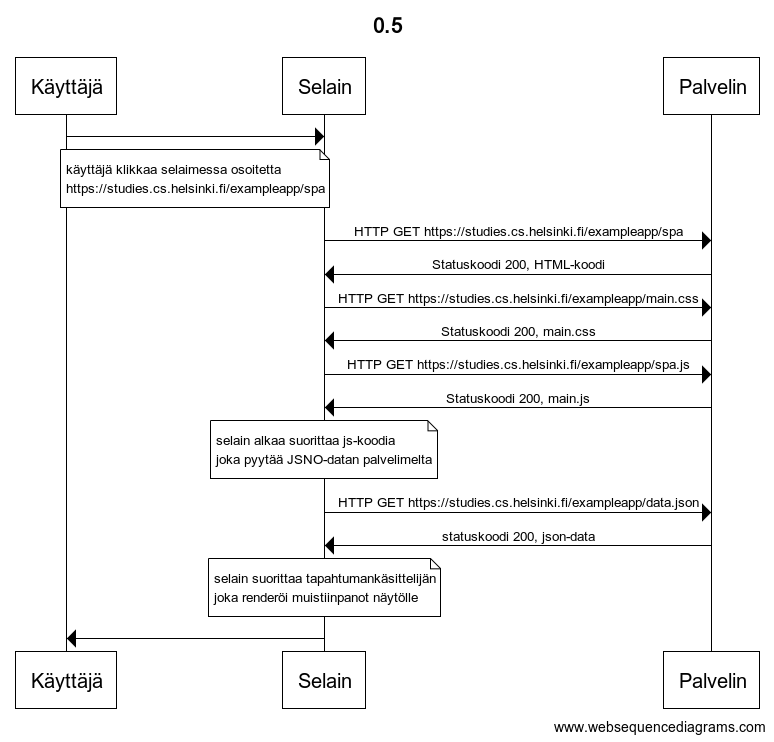 0.5
Käyttäjä
Selain
Palvelin
käyttäjä klikkaa selaimessa osoitetta
https://studies.cs.helsinki.fi/exampleapp/spa
HTTP GET https://studies.cs.helsinki.fi/exampleapp/spa
Statuskoodi 200, HTML-koodi
HTTP GET https://studies.cs.helsinki.fi/exampleapp/main.css
Statuskoodi 200, main.css
HTTP GET https://studies.cs.helsinki.fi/exampleapp/spa.js
Statuskoodi 200, main.js
selain alkaa suorittaa js-koodia
joka pyytää JSNO-datan palvelimelta
HTTP GET https://studies.cs.helsinki.fi/exampleapp/data.json
statuskoodi 200, json-data
selain suorittaa tapahtumankäsittelijän
joka renderöi muistiinpanot näytölle
Käyttäjä
Selain
Palvelin
www.websequencediagrams.com